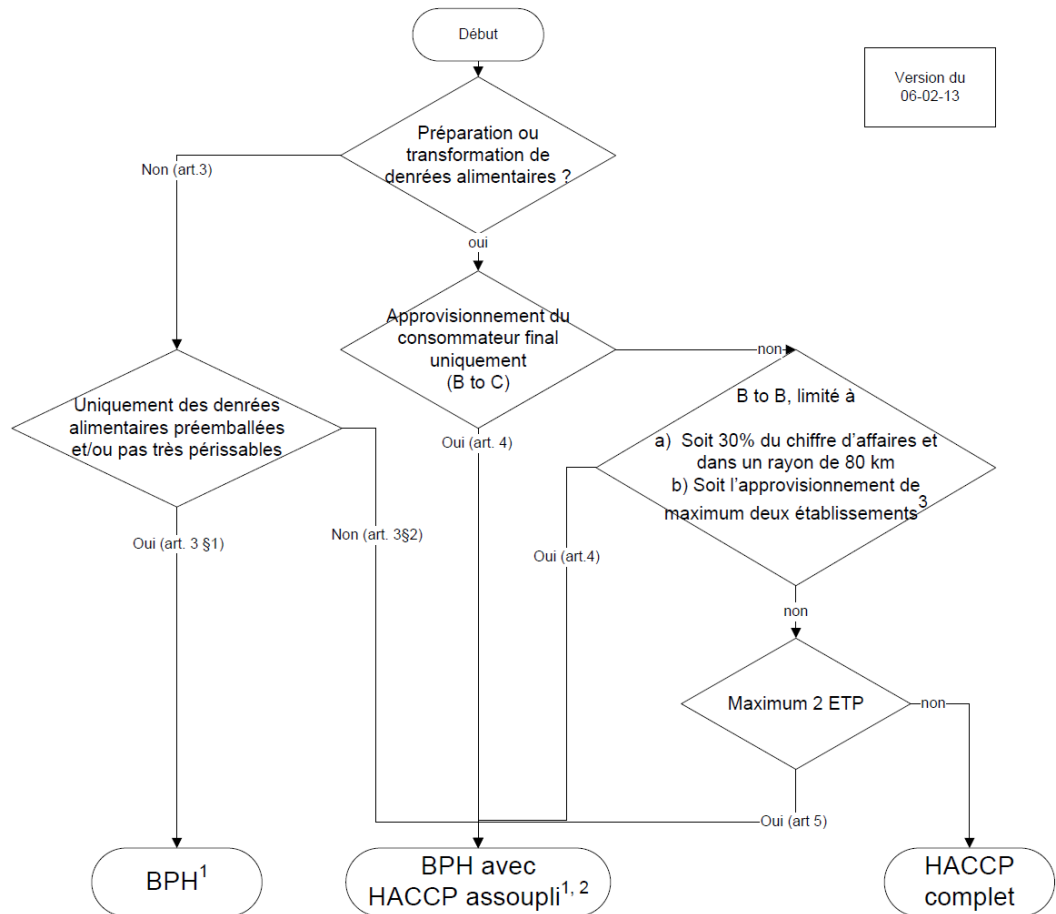 Début
Version du
06-02-13
Préparation ou
transformation de
denrées alimentaires ?
Non (art.3)
oui
Approvisionnement du
consommateur final
uniquement
(B to C)
non
Uniquement des denrées
alimentaires préemballées
et/ou pas très périssables
B to B, limité à
a) Soit 30% du chiffre d’affaires et
dans un rayon de 80 km
b) Soit l’approvisionnement de
maximum deux établissements3
Oui (art. 4)
Oui (art. 3 §1)
Non (art. 3§2)
Oui (art.4)
non
Maximum 2 ETP
non
Oui (art 5)
BPH1
BPH avec
HACCP assoupli1, 2
HACCP
complet